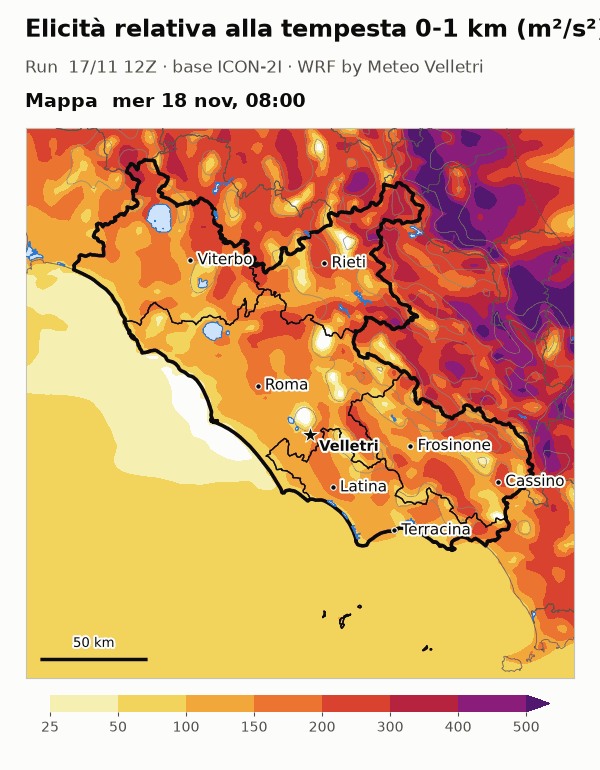 Elicità relativa alla tempesta 0-1 km (m²/s²)
Run 17/11 12Z · base ICON-2I · WRF by Meteo Velletri
Mappa mer 18 nov, 08:00
Viterbo
Rieti
Roma
Velletri
Frosinone
Cassino
Latina
Terracina
50 km
25 50 100 150 200 300 400 500